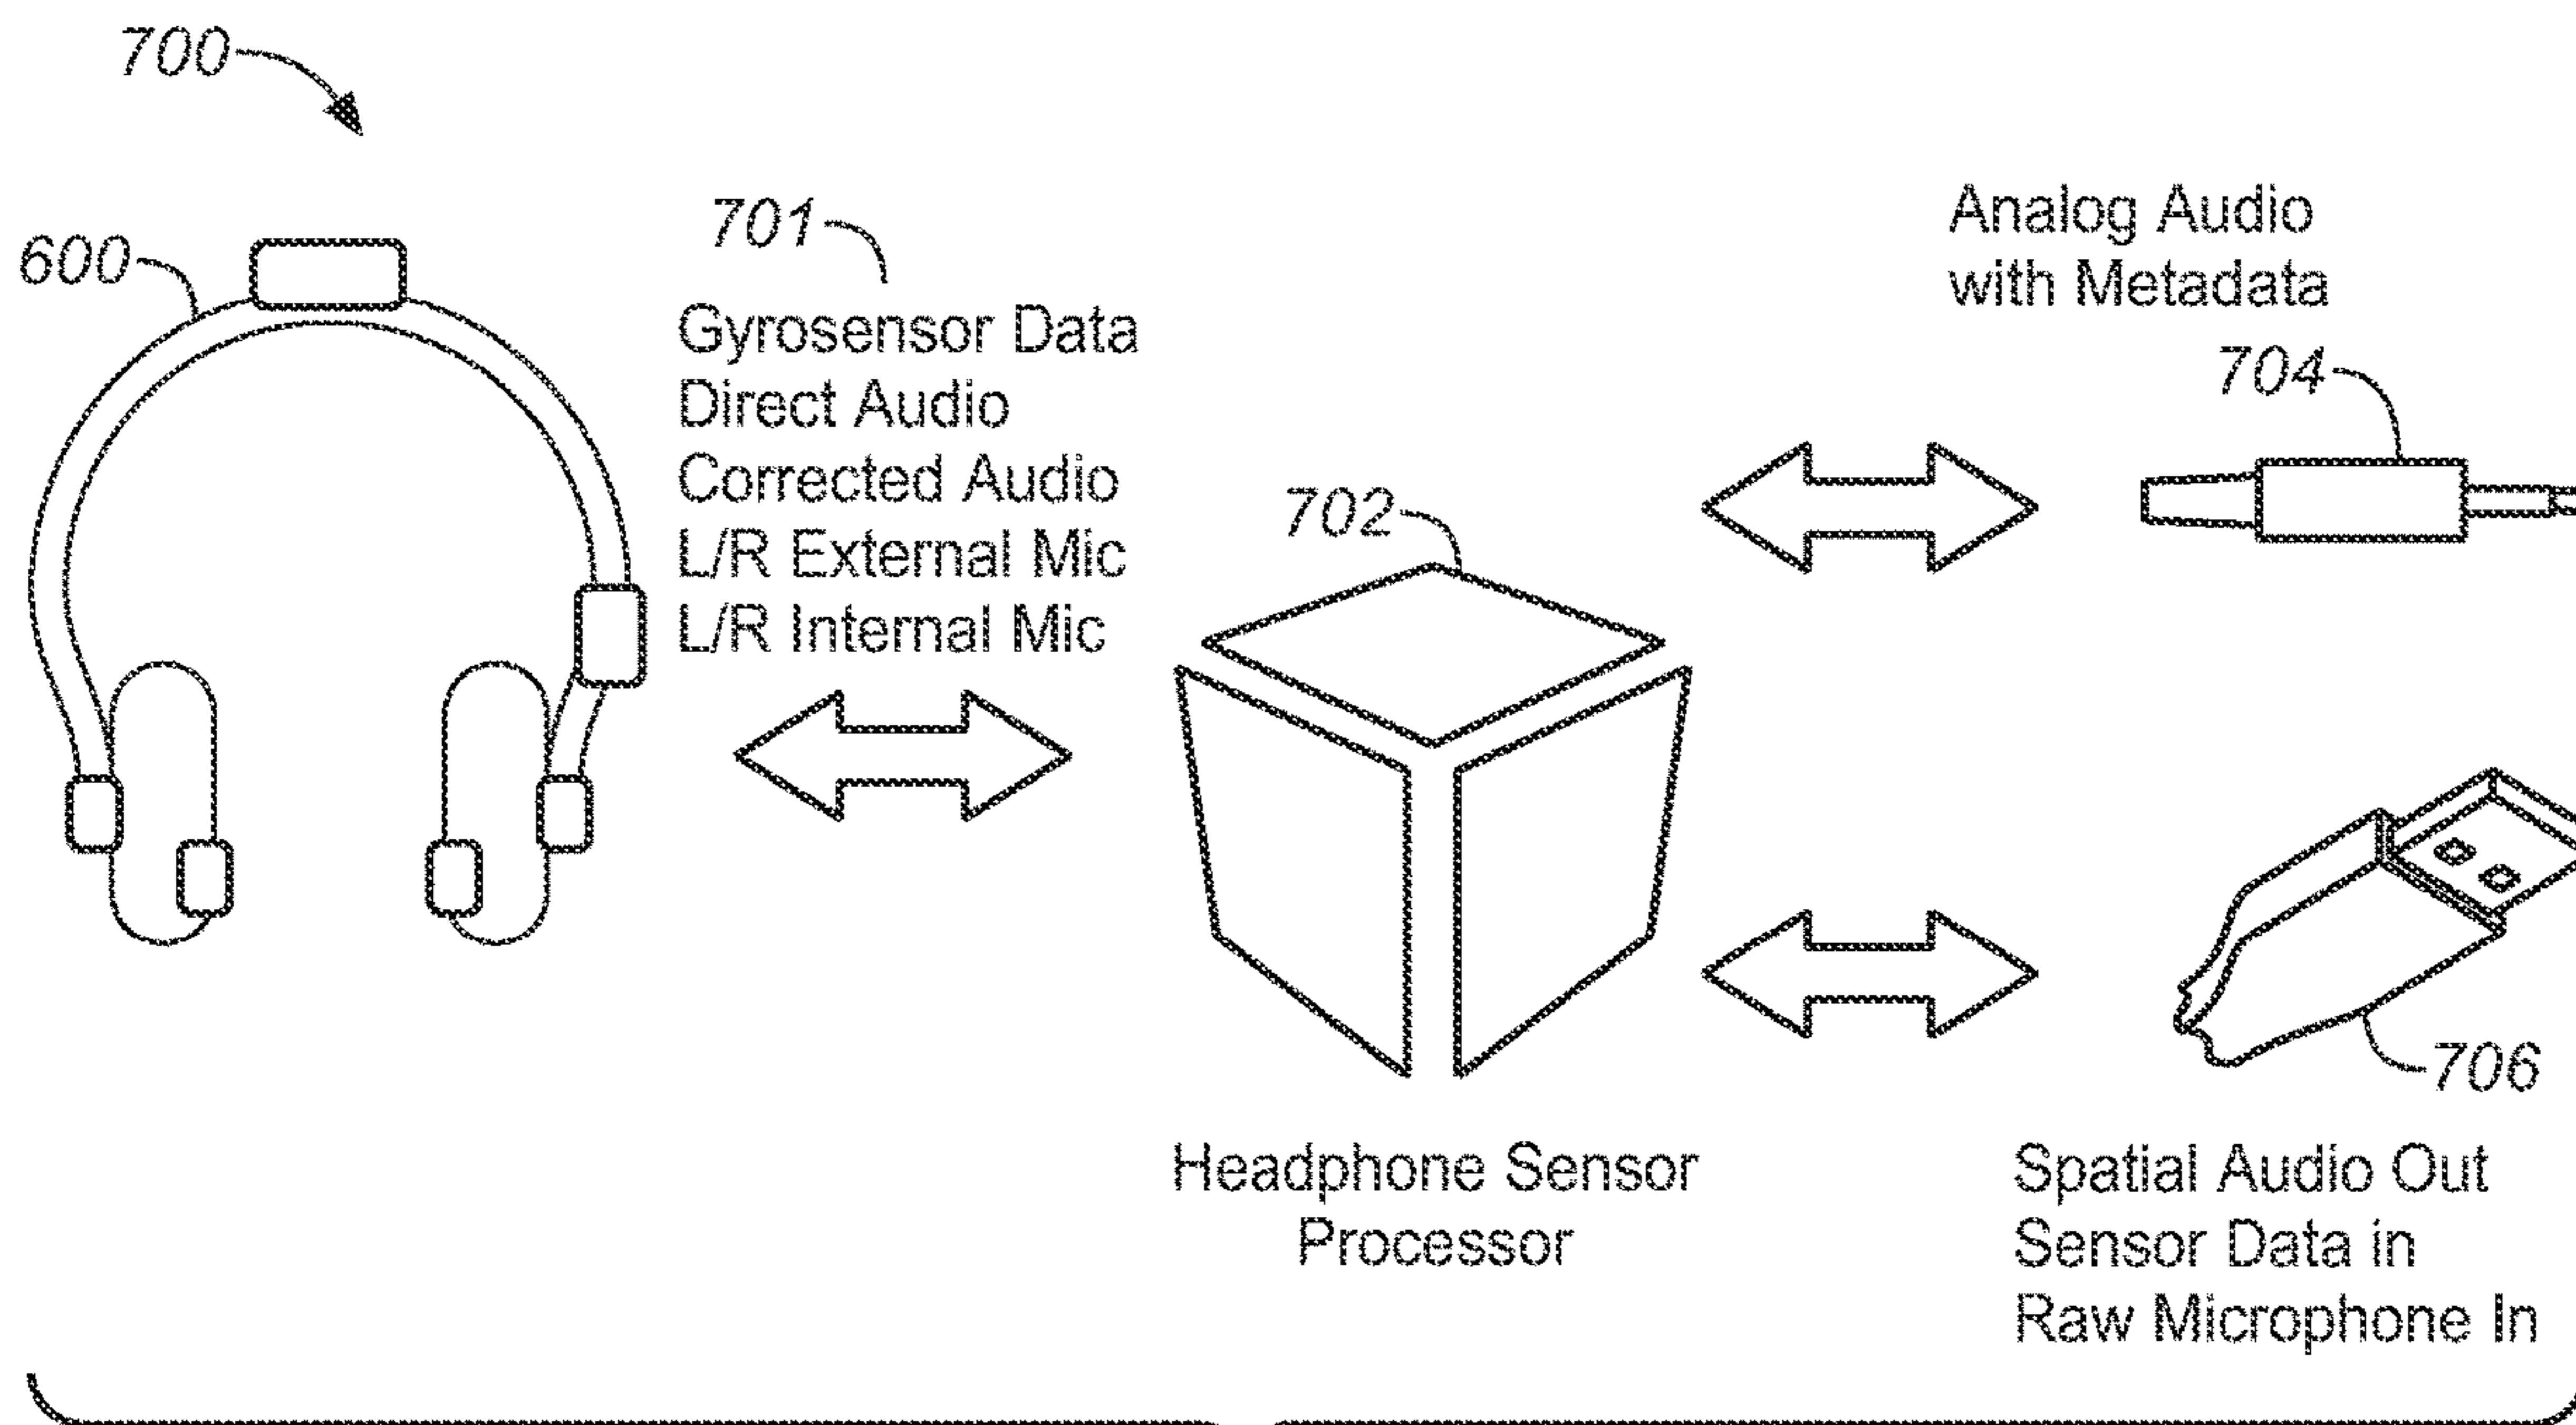 700
600
701
Gyrosensor Data
Direct Audio
Corrected Audio
L/R External Mic
L/R Internal Mic
702
Headphone Sensor
Processor
Analog Audio
with Metadata
704
706
Spatial Audio Out
Sensor Data in
Raw Microphone In